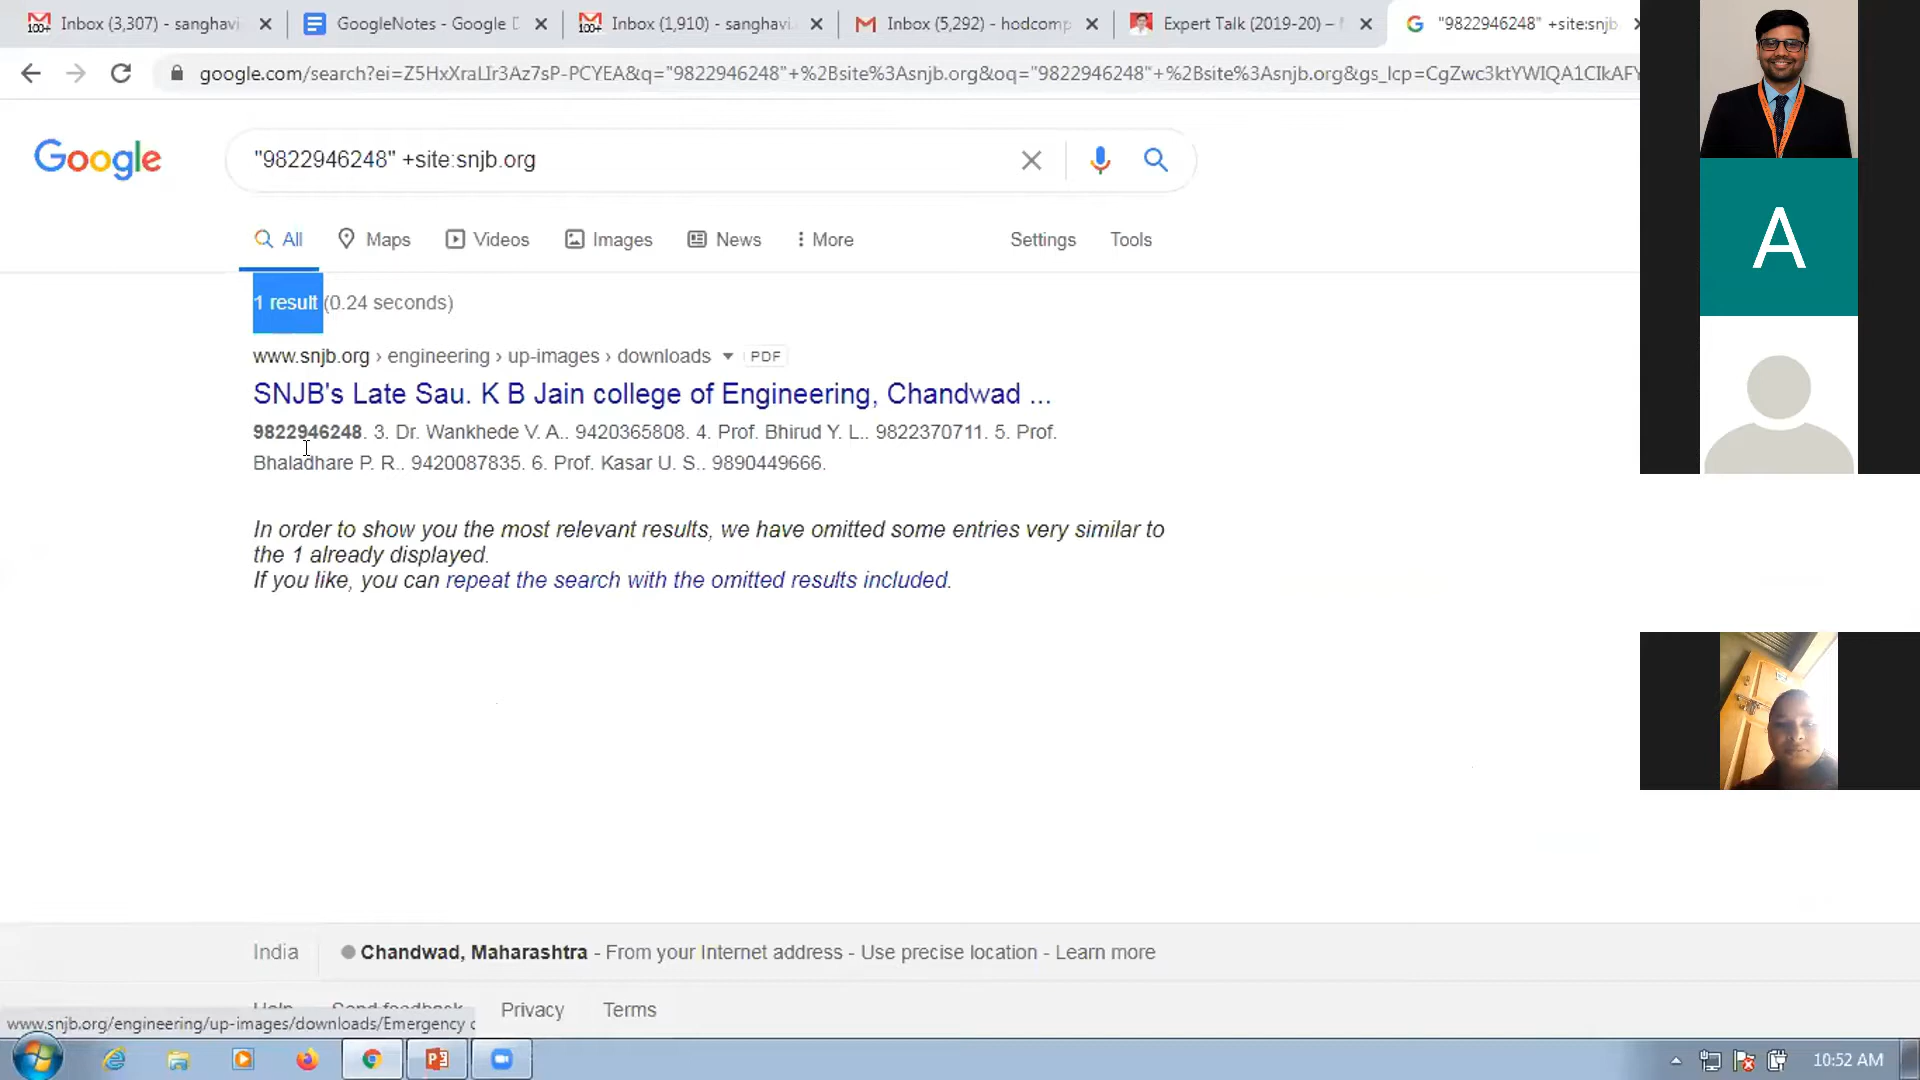 Inbox (3,307) - sanghavi
GoogleNotes - Google D
Inbox (1,910) - sanghavi.
Inbox (5,292) - hodcomp
Expert Talk (2019-20) –
"9822946248" +site:snjb
google.com/search?ei=Z5HxXraLIr3Az7sP-PCYEA&q="9822946248"+%2Bsite%3Asnjb.org&oq="9822946248"+%2Bsite%3Asnjb.org&gs_lcp=CgZwc3ktYWIQA1CIkAFY
Google
"9822946248" +site:snjb.org
All
Maps
Videos
Images
News
More
Settings
Tools
1 result (0.24 seconds)
www.snjb.org › engineering › up-images › downloads PDF
SNJB's Late Sau. K B Jain college of Engineering, Chandwad ...
9822946248. 3. Dr. Wankhede V. A.. 9420365808. 4. Prof. Bhirud Y. L.. 9822370711. 5. Prof.
Bhaladhare P. R.. 9420087835. 6. Prof. Kasar U. S.. 9890449666.
In order to show you the most relevant results, we have omitted some entries very similar to
the 1 already displayed.
If you like, you can repeat the search with the omitted results included.
India
Chandwad, Maharashtra - From your Internet address - Use precise location - Learn more
Help
Send feedback
Privacy
Terms
www.snjb.org/engineering/up-images/downloads/Emergency c
10:52 AM
A